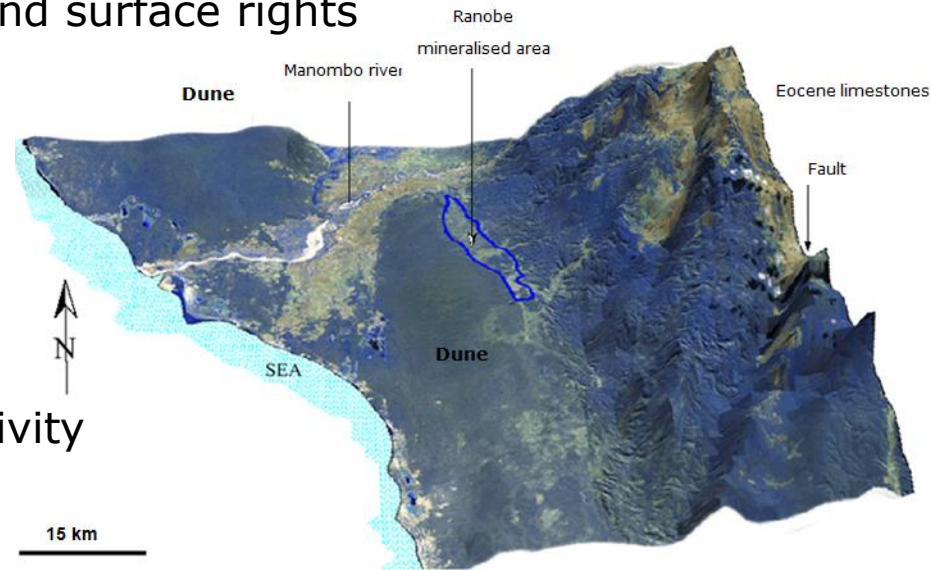 nd surface rights
Ranobe
mineralised area
Manombo river
Dune
Eocene limestones
Fault
N
Dune
SEA
ivity
15 km